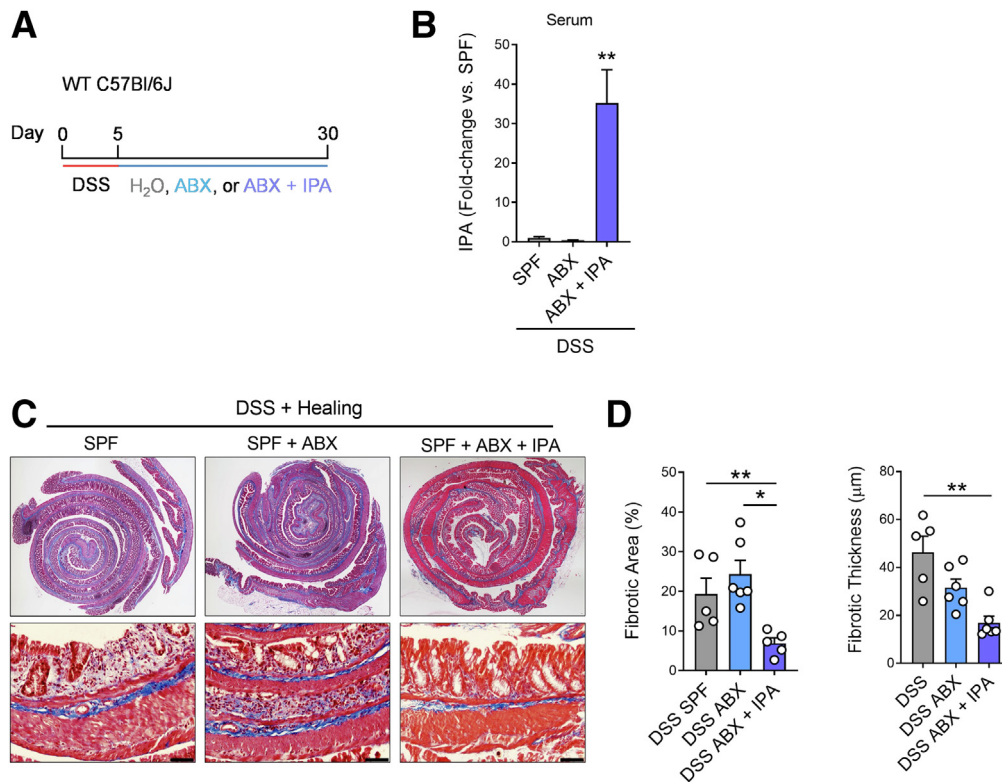 A
WT C57Bl/6J
Day 0 5 30
DSS H₂O, ABX, or ABX + IPA
B
Serum
IPA (Fold-change vs. SPF)
50
40
30
20
10
0
**
SPF
ABX
ABX + IPA
DSS
C
DSS + Healing
SPF
SPF + ABX
SPF + ABX + IPA
D
Fibrotic Area (%)
50
40
30
20
10
0
**
*
DSS SPF
DSS ABX
DSS ABX + IPA
Fibrotic Thickness (μm)
80
60
40
20
0
**
DSS
DSS ABX
DSS ABX + IPA